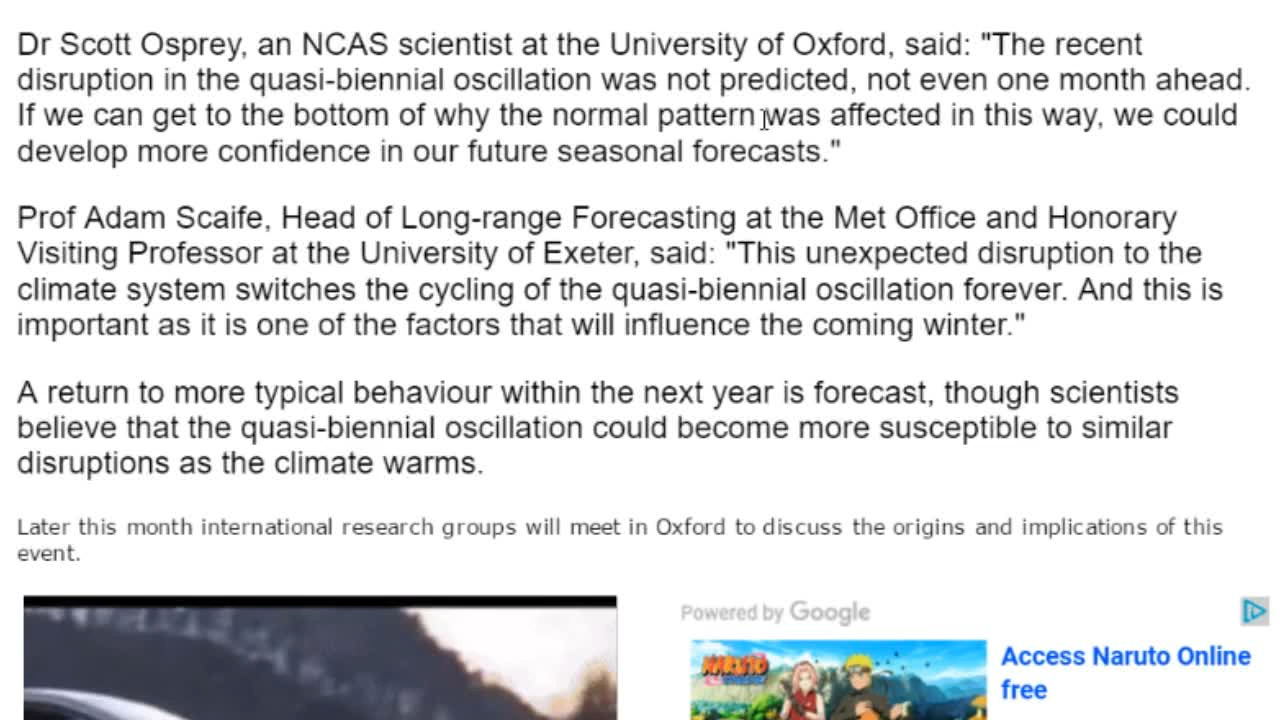 Dr Scott Osprey, an NCAS scientist at the University of Oxford, said: "The recent
disruption in the quasi-biennial oscillation was not predicted, not even one month ahead.
If we can get to the bottom of why the normal pattern was affected in this way, we could
develop more confidence in our future seasonal forecasts."
Prof Adam Scaife, Head of Long-range Forecasting at the Met Office and Honorary
Visiting Professor at the University of Exeter, said: "This unexpected disruption to the
climate system switches the cycling of the quasi-biennial oscillation forever. And this is
important as it is one of the factors that will influence the coming winter."
A return to more typical behaviour within the next year is forecast, though scientists
believe that the quasi-biennial oscillation could become more susceptible to similar
disruptions as the climate warms.
Later this month international research groups will meet in Oxford to discuss the origins and implications of this
event.
Powered by Google
NARUTO
Access Naruto Online
free